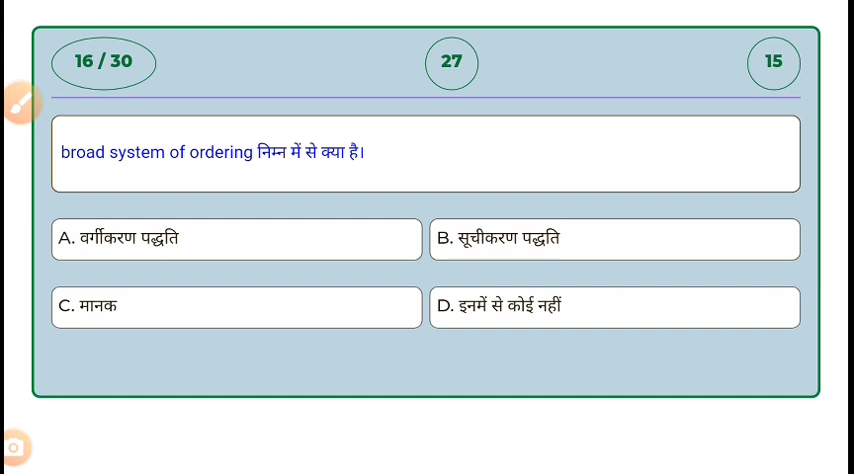 16 / 30
27
15
broad system of ordering निम्न में से क्या है।
A. वर्गीकरण पद्धति
B. सूचीकरण पद्धति
C. मानक
D. इनमें से कोई नहीं